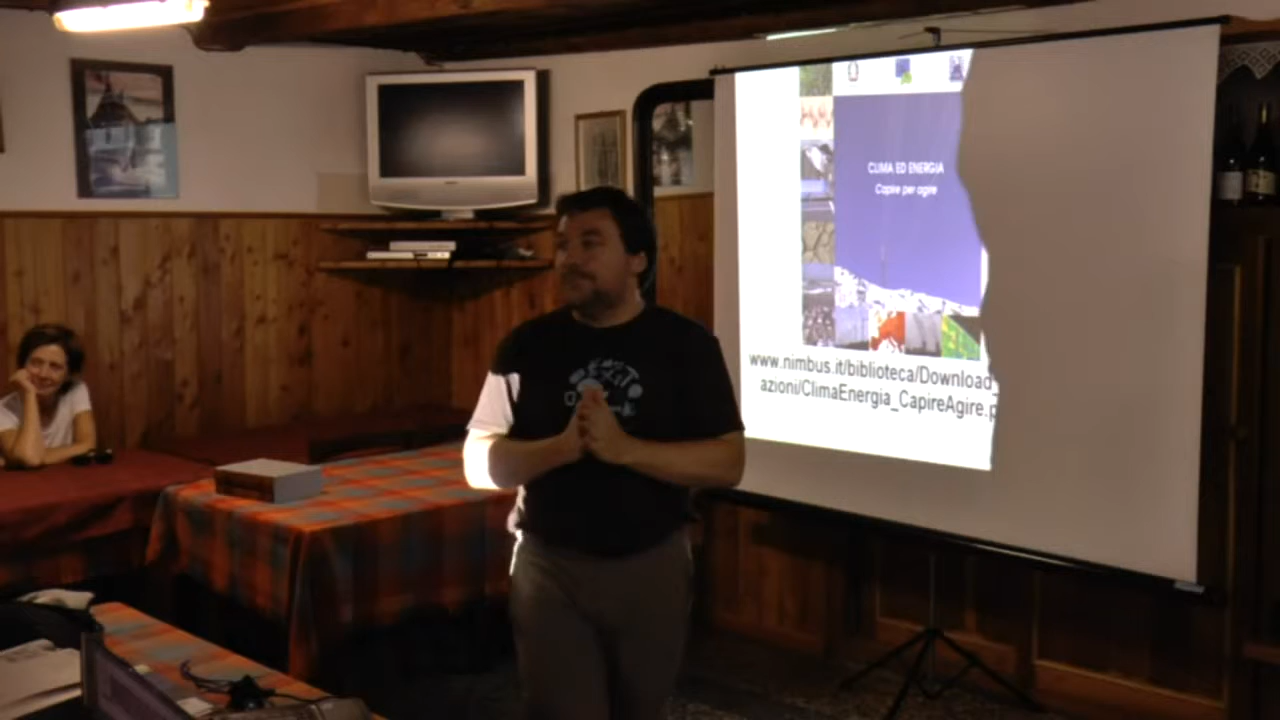 CLIMA ED ENERGIA
Capire per agire
www.nimbus.it/biblioteca/Download
azioni/ClimaEnergia_CapireAgire.p